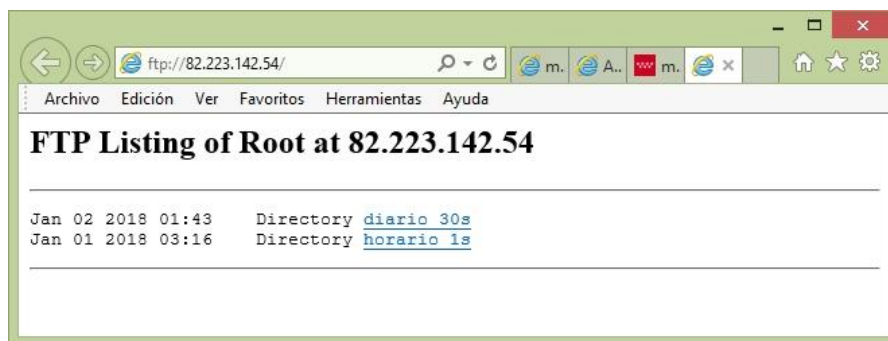 ftp://82.223.142.54/
m.
A..
m.
Archivo Edición Ver Favoritos Herramientas Ayuda
FTP Listing of Root at 82.223.142.54
Jan 02 2018 01:43 Directory diario 30s
Jan 01 2018 03:16 Directory horario 1s